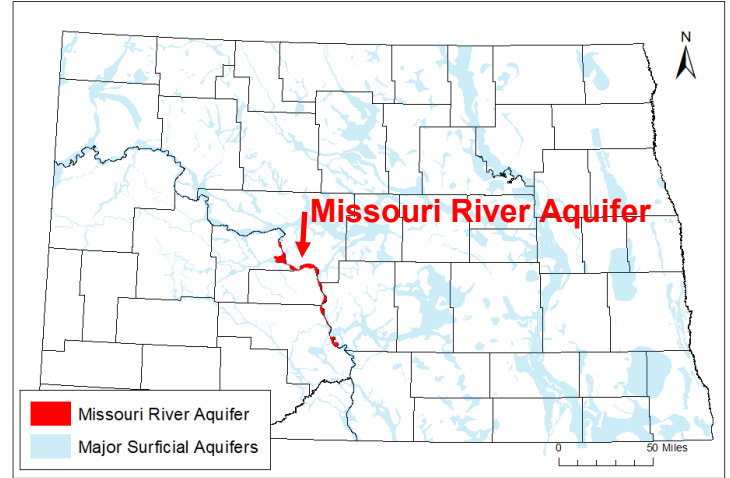 N
Missouri River Aquifer
Missouri River Aquifer
Major Surficial Aquifers
0 50 Miles